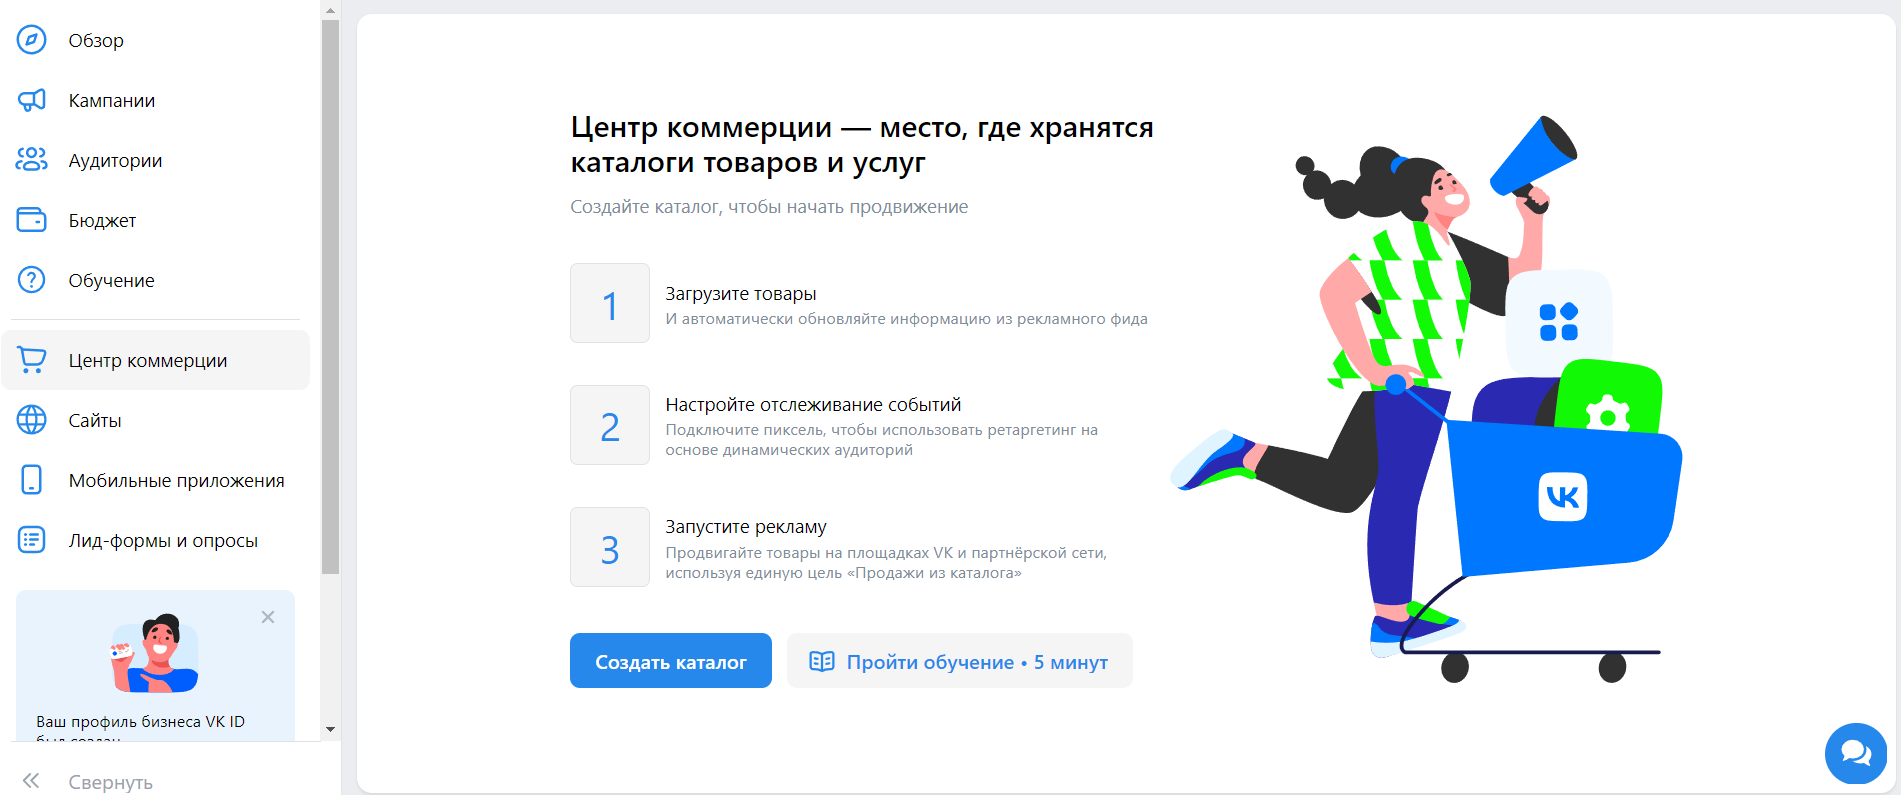 Обзор
Кампании
Аудитории
Бюджет
Обучение
Центр коммерции
Сайты
Мобильные приложения
Лид-формы и опросы
Ваш профиль бизнеса VK ID
был создан
Свернуть
Центр коммерции — место, где хранятся
каталоги товаров и услуг
Создайте каталог, чтобы начать продвижение
1
Загрузите товары
И автоматически обновляйте информацию из рекламного фида
2
Настройте отслеживание событий
Подключите пиксель, чтобы использовать ретаргетинг на
основе динамических аудиторий
3
Запустите рекламу
Продвигайте товары на площадках VK и партнёрской сети,
используя единую цель «Продажи из каталога»
Создать каталог
Пройти обучение • 5 минут
VK